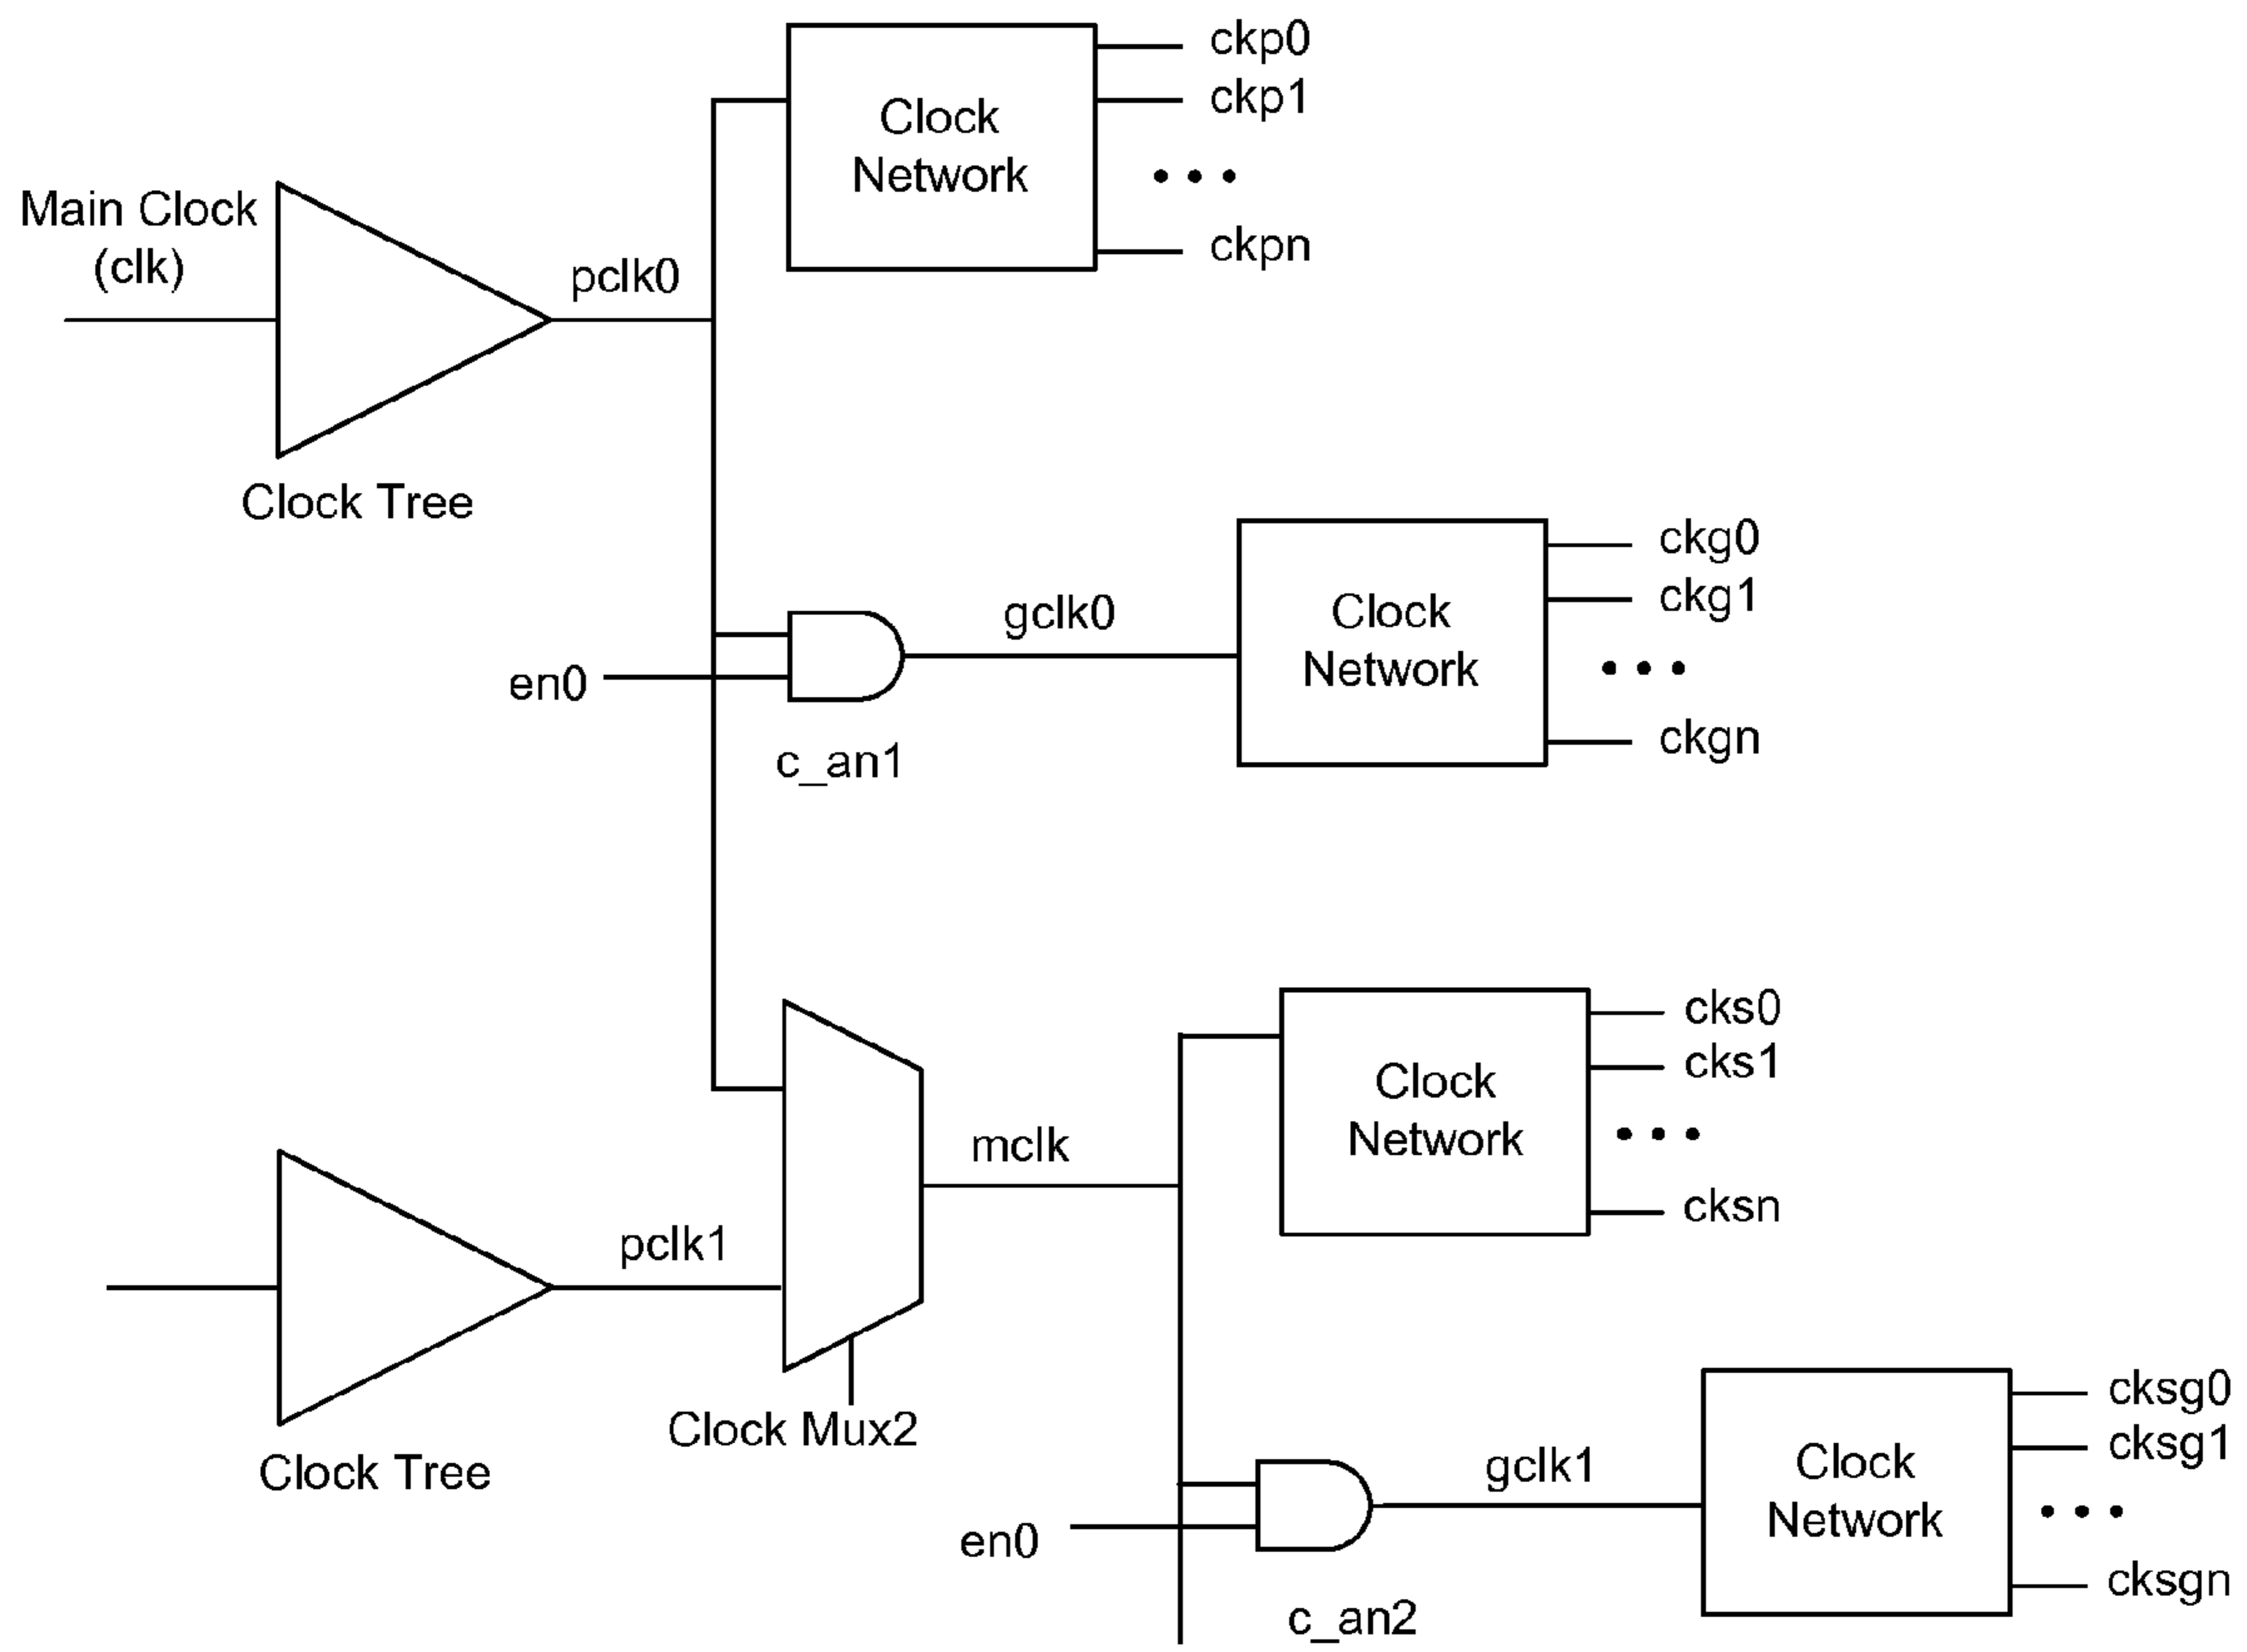 ckp0
ckp1
Clock
Network
ckpn
Main Clock
(clk)
pclk0
Clock Tree
ckg0
ckg1
Clock
Network
ckgn
gclk0
en0
c_an1
cks0
cks1
Clock
Network
cksn
mclk
pclk1
Clock Mux2
Clock Tree
cksg0
cksg1
Clock
Network
cksgn
gclk1
en0
c_an2